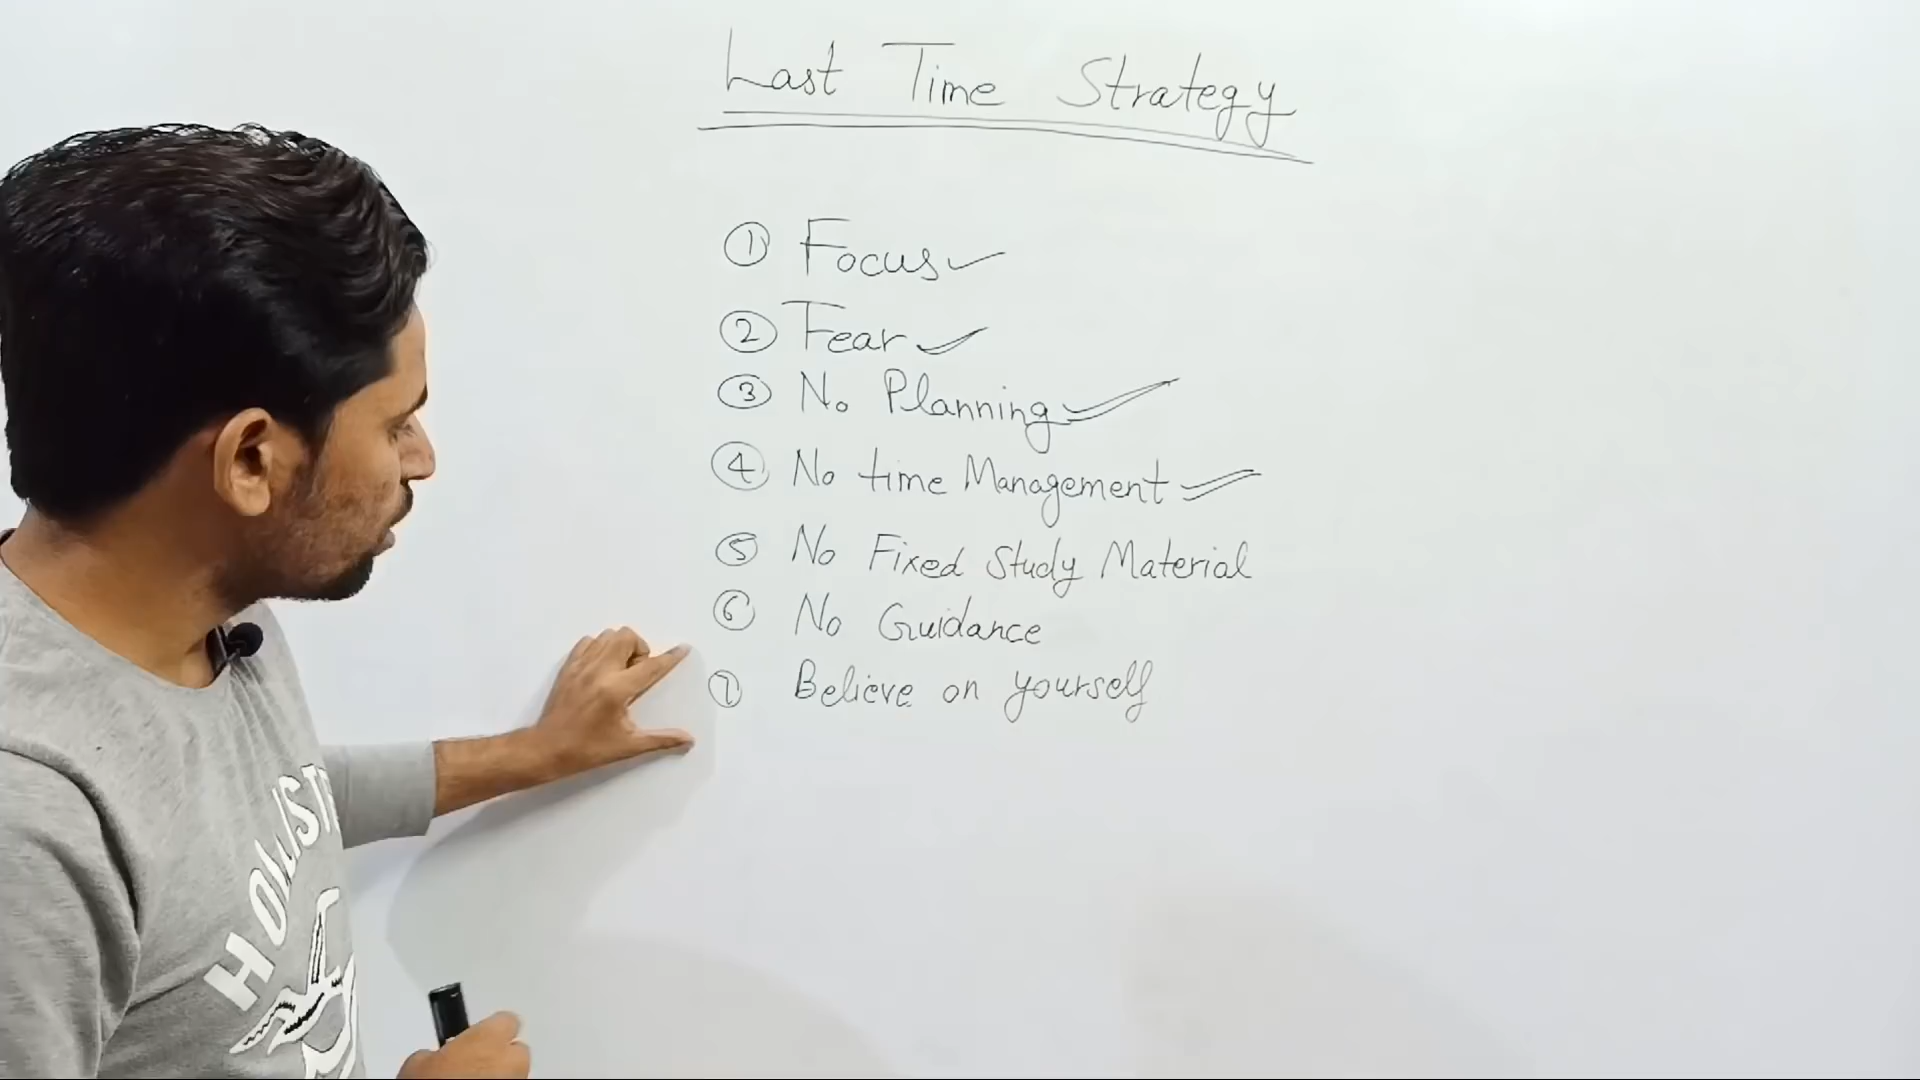 Last Time Strategy
① Focus ✓
② Fear ✓
③ No Planning ✓
④ No time Management ✓
⑤ No Fixed Study Material
⑥ No Guidance
⑦ Believe on yourself